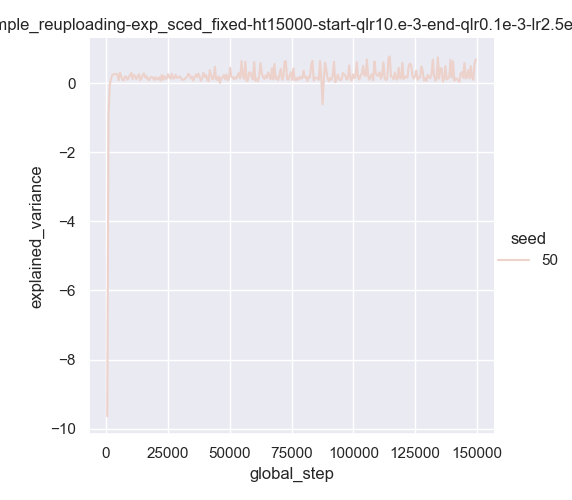 mple_reuploading-exp_sced_fixed-ht15000-start-qlr10.e-3-end-qlr0.1e-3-lr2.5e
0
−2
−4
−6
−8
−10
explained_variance
0 25000 50000 75000 100000 125000 150000
global_step
seed
50